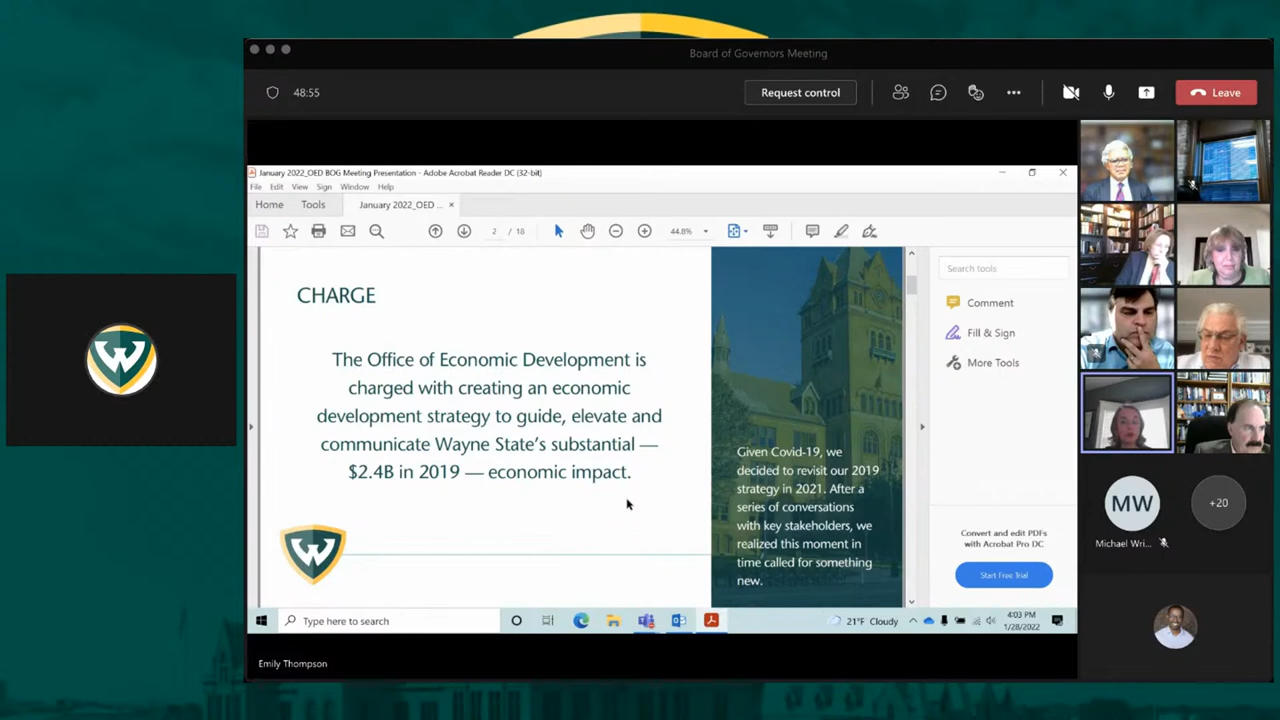 Board of Governors Meeting
48:55
Request control
Leave
January 2022_OED BOG Meeting Presentation - Adobe Acrobat Reader DC (32-bit)
File Edit View Sign Window Help
Home Tools January 2022_OED ... ×
2 / 18 44.8%
CHARGE
The Office of Economic Development is
charged with creating an economic
development strategy to guide, elevate and
communicate Wayne State's substantial —
$2.4B in 2019 — economic impact.
W
Given Covid-19, we
decided to revisit our 2019
strategy in 2021. After a
series of conversations
with key stakeholders, we
realized this moment in
time called for something
new.
Search tools
Comment
Fill & Sign
More Tools
Convert and edit PDFs
with Acrobat Pro DC
Start Free Trial
Type here to search
21°F Cloudy
4:03 PM
1/28/2022
Emily Thompson
W
MW
+20
Michael Wri...